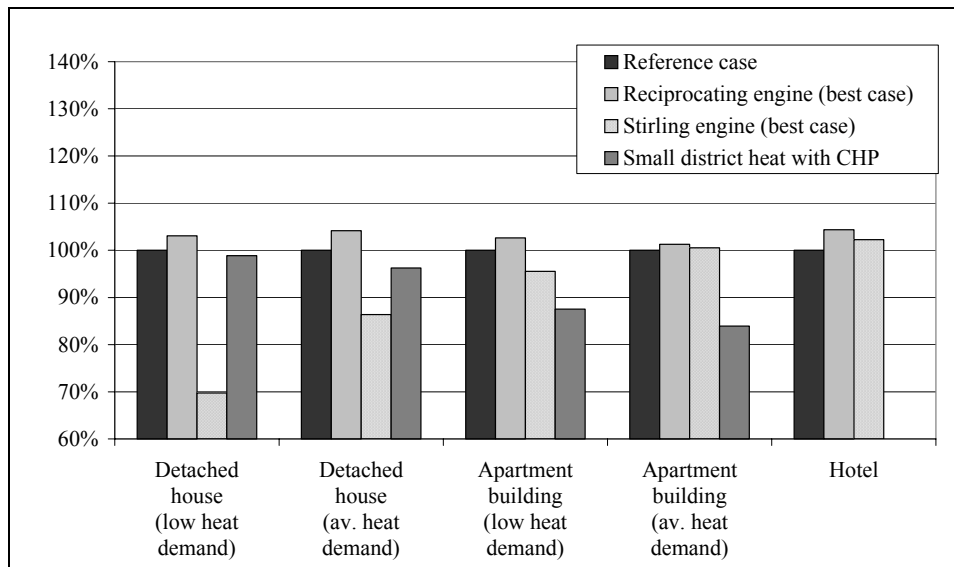 140%
130%
120%
110%
100%
90%
80%
70%
60%
Reference case
Reciprocating engine (best case)
Stirling engine (best case)
Small district heat with CHP
Detached
house
(low heat
demand)
Detached
house
(av. heat
demand)
Apartment
building
(low heat
demand)
Apartment
building
(av. heat
demand)
Hotel